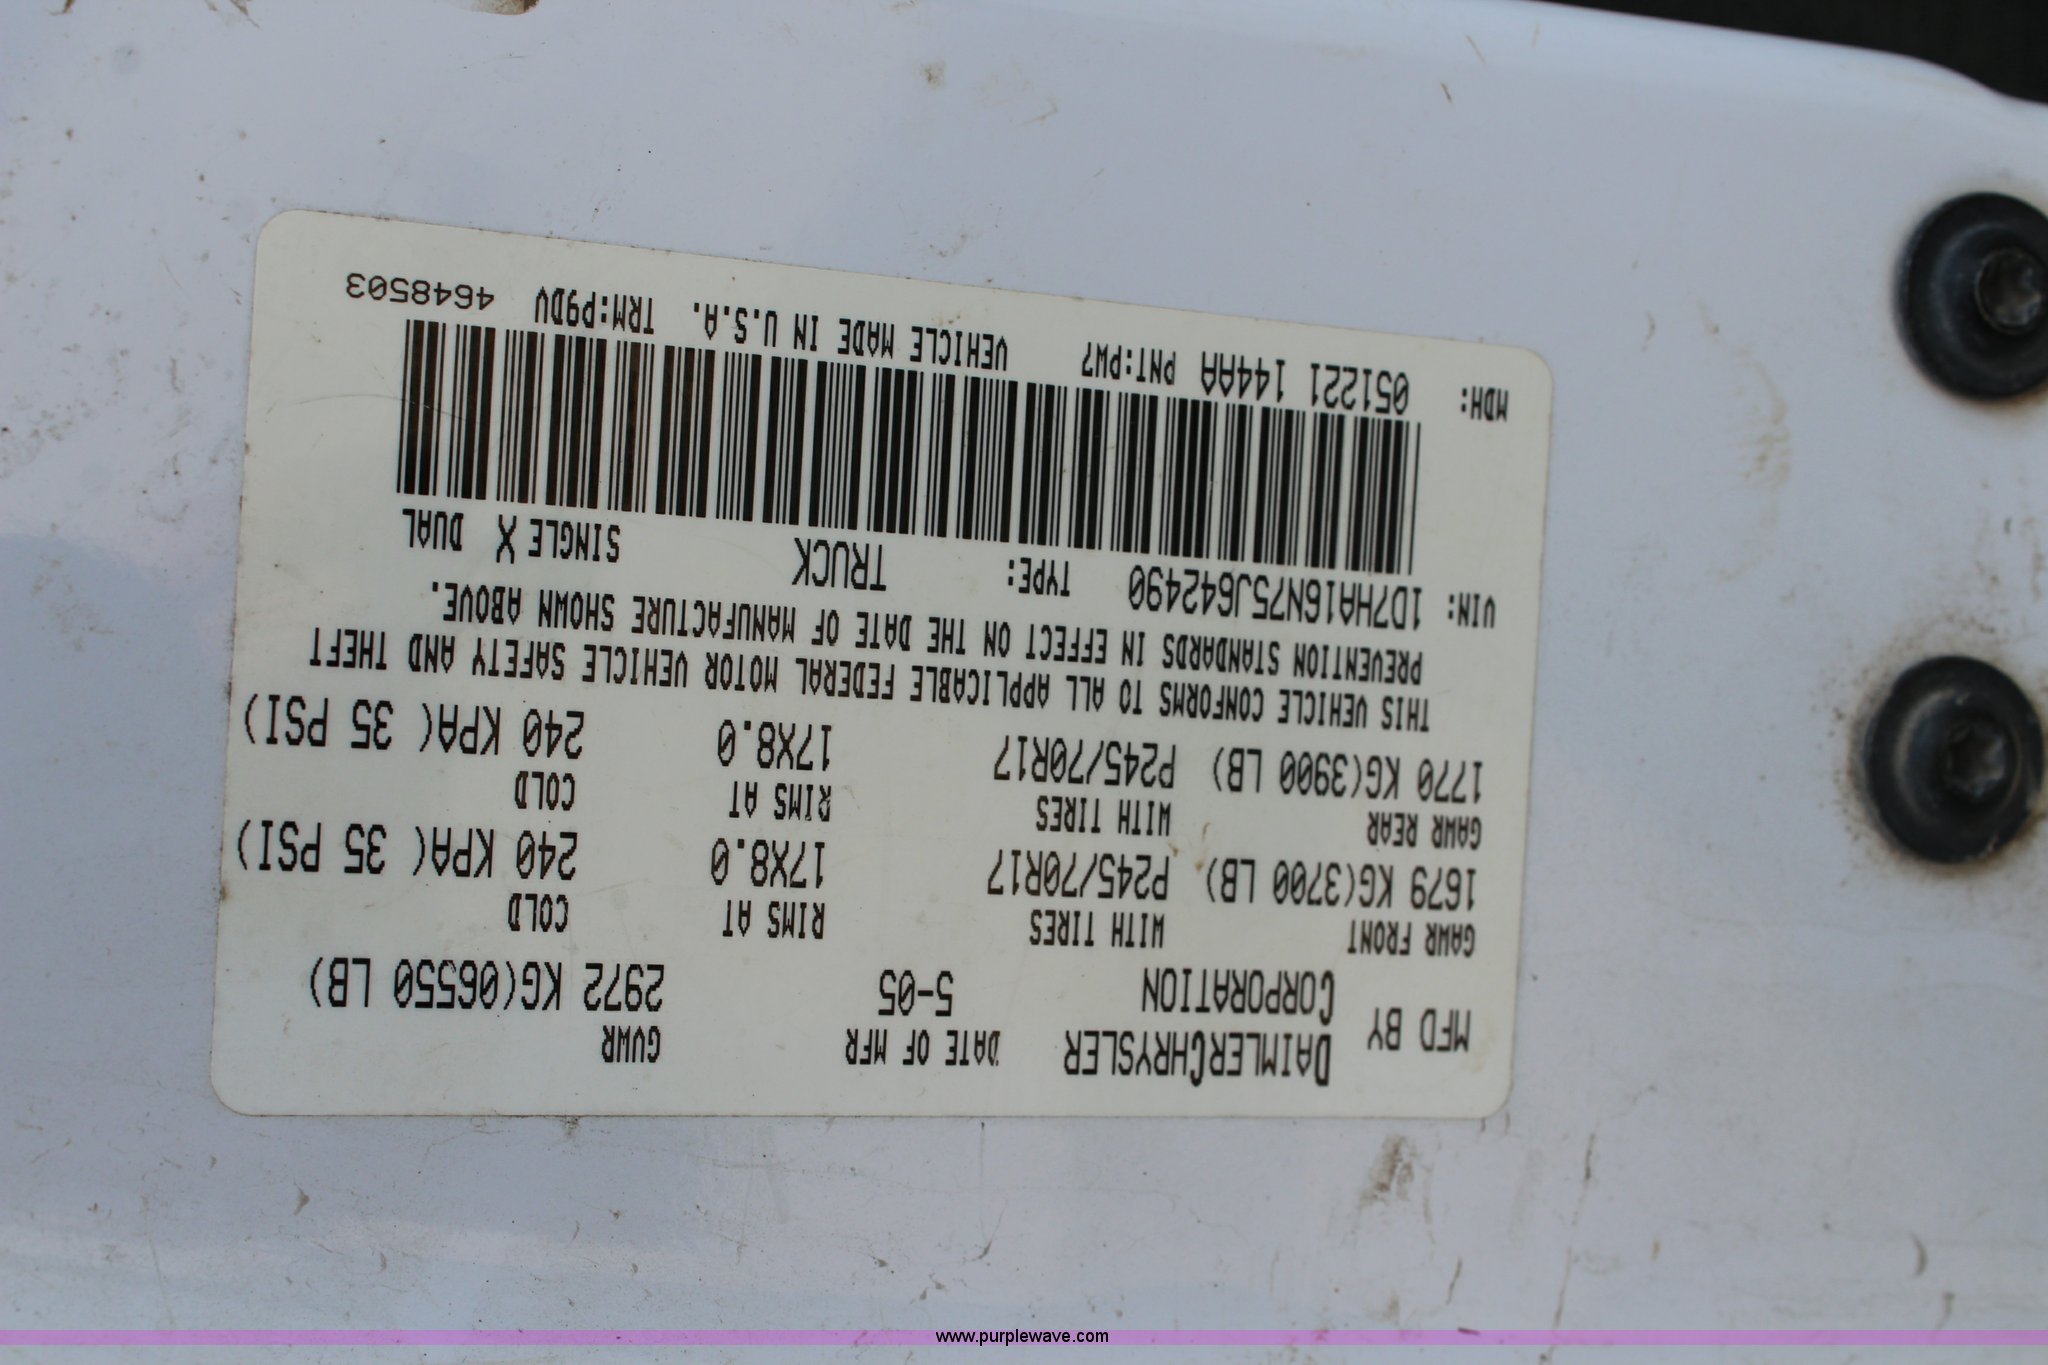 MFD BY DAIMLERCHRYSLER CORPORATION DATE OF MFR 5-05 GVWR 2972 KG(06550 LB)
GAWR FRONT WITH TIRES RIMS AT COLD
1679 KG(3700 LB) P245/70R17 17X8.0 240 KPA( 35 PSI)
GAWR REAR WITH TIRES RIMS AT COLD
1770 KG(3900 LB) P245/70R17 17X8.0 240 KPA( 35 PSI)
THIS VEHICLE CONFORMS TO ALL APPLICABLE FEDERAL MOTOR VEHICLE SAFETY AND THEFT
PREVENTION STANDARDS IN EFFECT ON THE DATE OF MANUFACTURE SHOWN ABOVE.
VIN: 1D7HA16N75J642490 TYPE: TRUCK SINGLE X DUAL
MDH: 051221 144AA PNT:PW7 VEHICLE MADE IN U.S.A. TRM:P9DV 4648503
www.purplewave.com